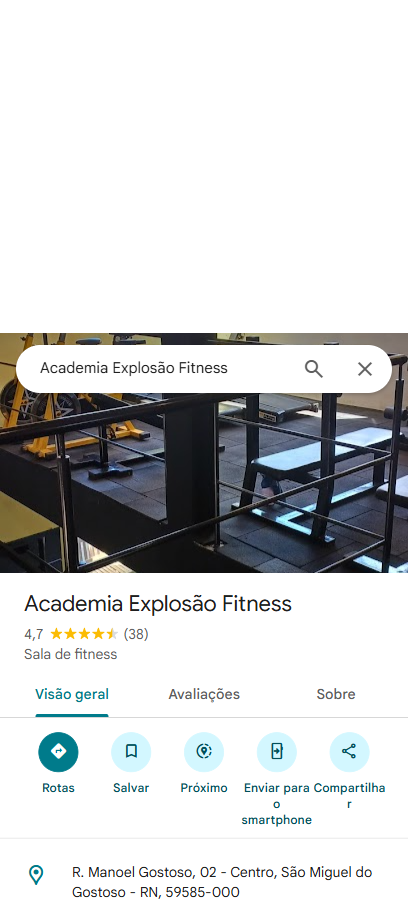 Academia Explosão Fitness
Academia Explosão Fitness
4,7 (38)
Sala de fitness
Visão geral Avaliações Sobre
Rotas Salvar Próximo Enviar para o smartphone Compartilhar
R. Manoel Gostoso, 02 - Centro, São Miguel do
Gostoso - RN, 59585-000